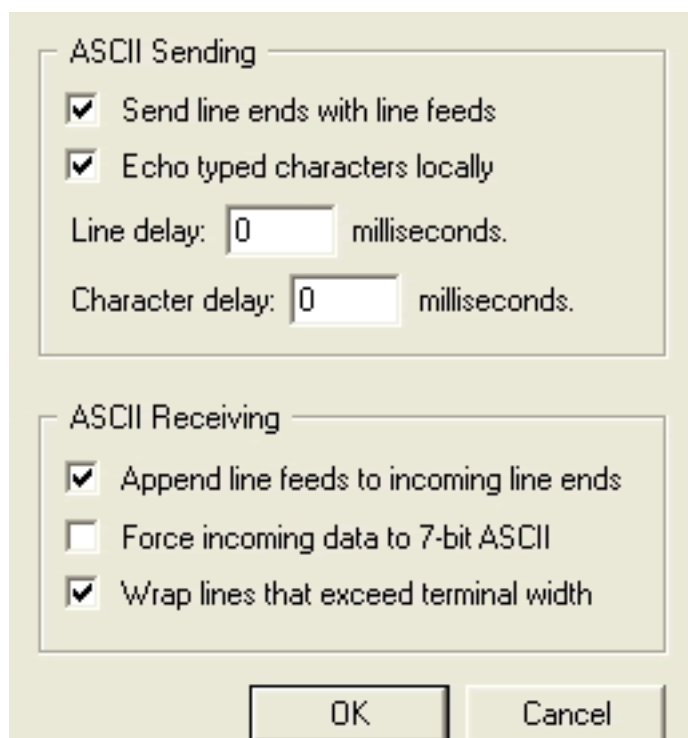 ASCII Sending
Send line ends with line feeds
Echo typed characters locally
Line delay: 0 milliseconds.
Character delay: 0 milliseconds.
ASCII Receiving
Append line feeds to incoming line ends
Force incoming data to 7-bit ASCII
Wrap lines that exceed terminal width
OK Cancel